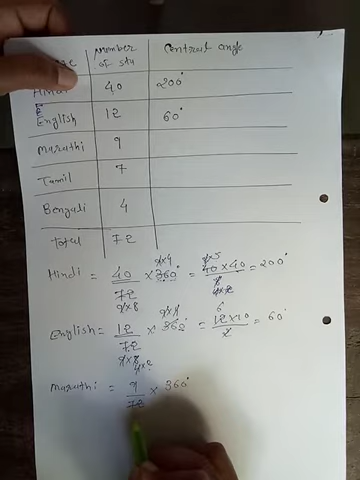 Number of stu Central angle
Hindi 40 200°
English 12 60°
Marathi 9
Tamil 7
Bengali 4
Total 72
Hindi = 40/72 × 360° = 40×40/8 = 200°
English = 12/72 × 360° = 12×10/2 = 60°
Marathi = 9/72 × 360°